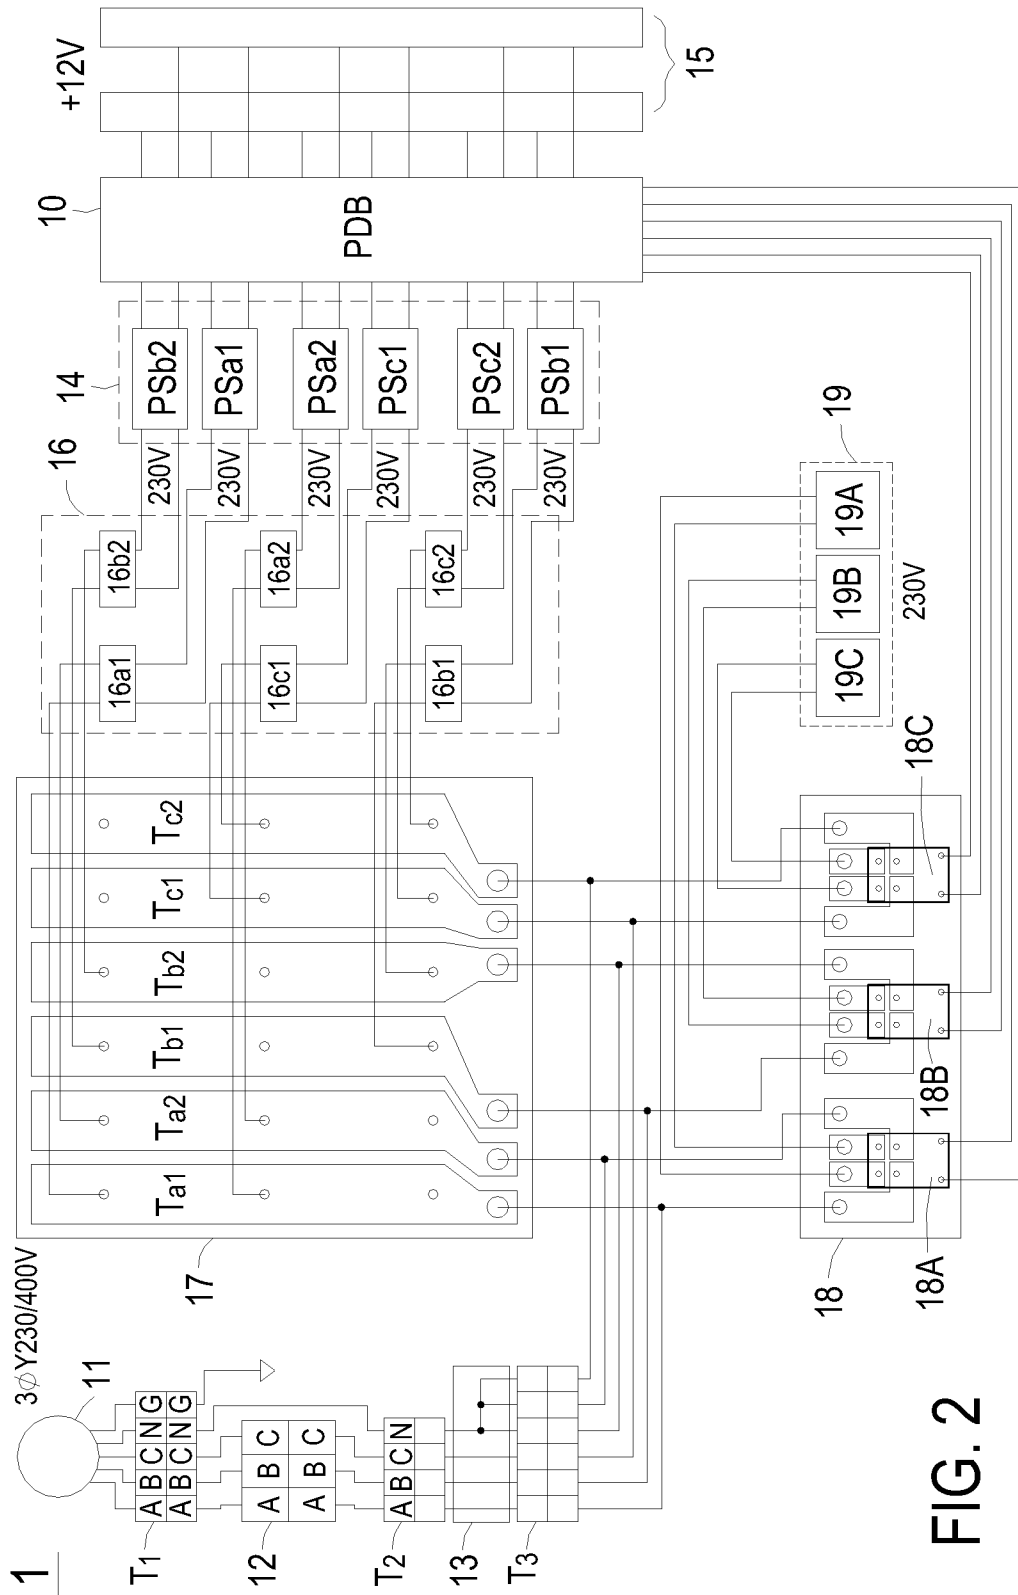 1
3∅Y230/400V
11
T1
A B C N G
A B C N G
12
A B C
A B C
T2
A B C N
13
T3
17
Ta1
Ta2
Tb1
Tb2
Tc1
Tc2
16
16a1
16b2
16c1
16a2
16b1
16c2
230V
230V
230V
230V
230V
230V
14
PSb2
PSa1
PSa2
PSc1
PSc2
PSb1
10
PDB
+12V
15
18
18A
18B
18C
19
19C
19B
19A
230V
FIG. 2